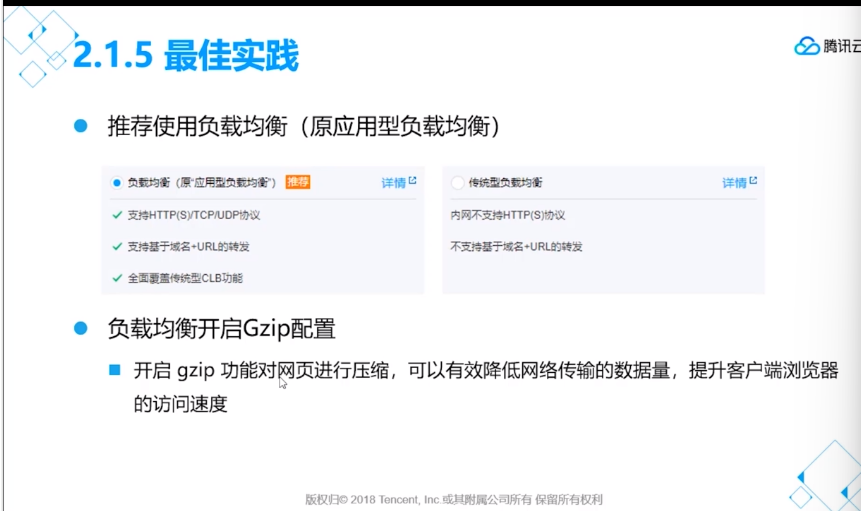 2.1.5 最佳实践
腾讯云
推荐使用负载均衡（原应用型负载均衡）
负载均衡（原“应用型负载均衡”） 推荐 详情
支持HTTP(S)/TCP/UDP协议
支持基于域名+URL的转发
全面覆盖传统型CLB功能
传统型负载均衡 详情
内网不支持HTTP(S)协议
不支持基于域名+URL的转发
负载均衡开启Gzip配置
开启 gzip 功能对网页进行压缩，可以有效降低网络传输的数据量，提升客户端浏览器
的访问速度
版权归© 2018 Tencent, Inc.或其附属公司所有 保留所有权利